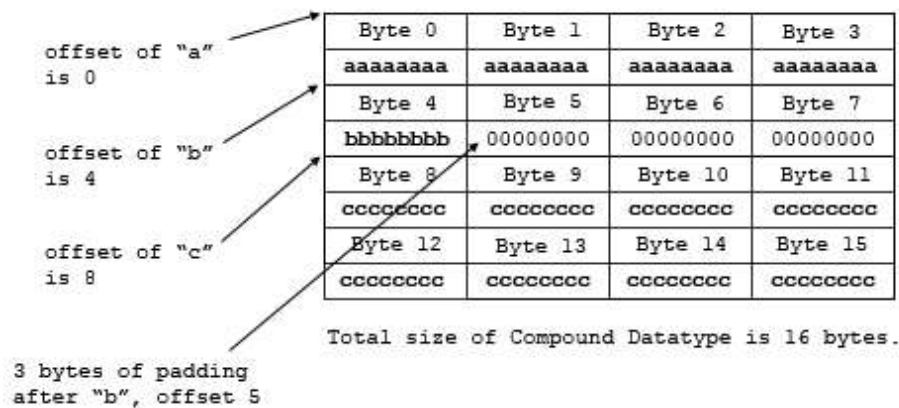 offset of “a”
is 0
offset of “b”
is 4
offset of “c”
is 8
3 bytes of padding
after “b”, offset 5
Byte 0 Byte 1 Byte 2 Byte 3
aaaaaaaa aaaaaaaa aaaaaaaa aaaaaaaa
Byte 4 Byte 5 Byte 6 Byte 7
bbbbbbbb 00000000 00000000 00000000
Byte 8 Byte 9 Byte 10 Byte 11
cccccccc cccccccc cccccccc cccccccc
Byte 12 Byte 13 Byte 14 Byte 15
cccccccc cccccccc cccccccc cccccccc
Total size of Compound Datatype is 16 bytes.